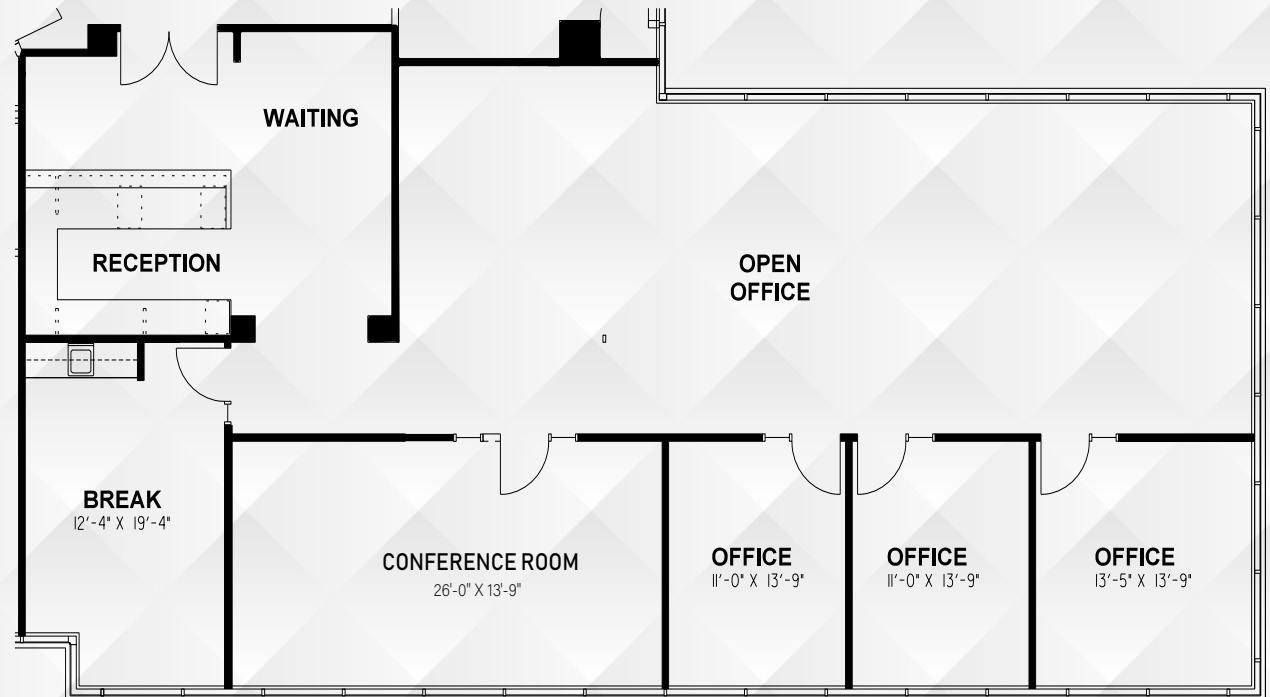 WAITING
RECEPTION
OPEN
OFFICE
BREAK
12'-4" X 19'-4"
CONFERENCE ROOM
26'-0" X 13'-9"
OFFICE
11'-0" X 13'-9"
OFFICE
11'-0" X 13'-9"
OFFICE
13'-5" X 13'-9"